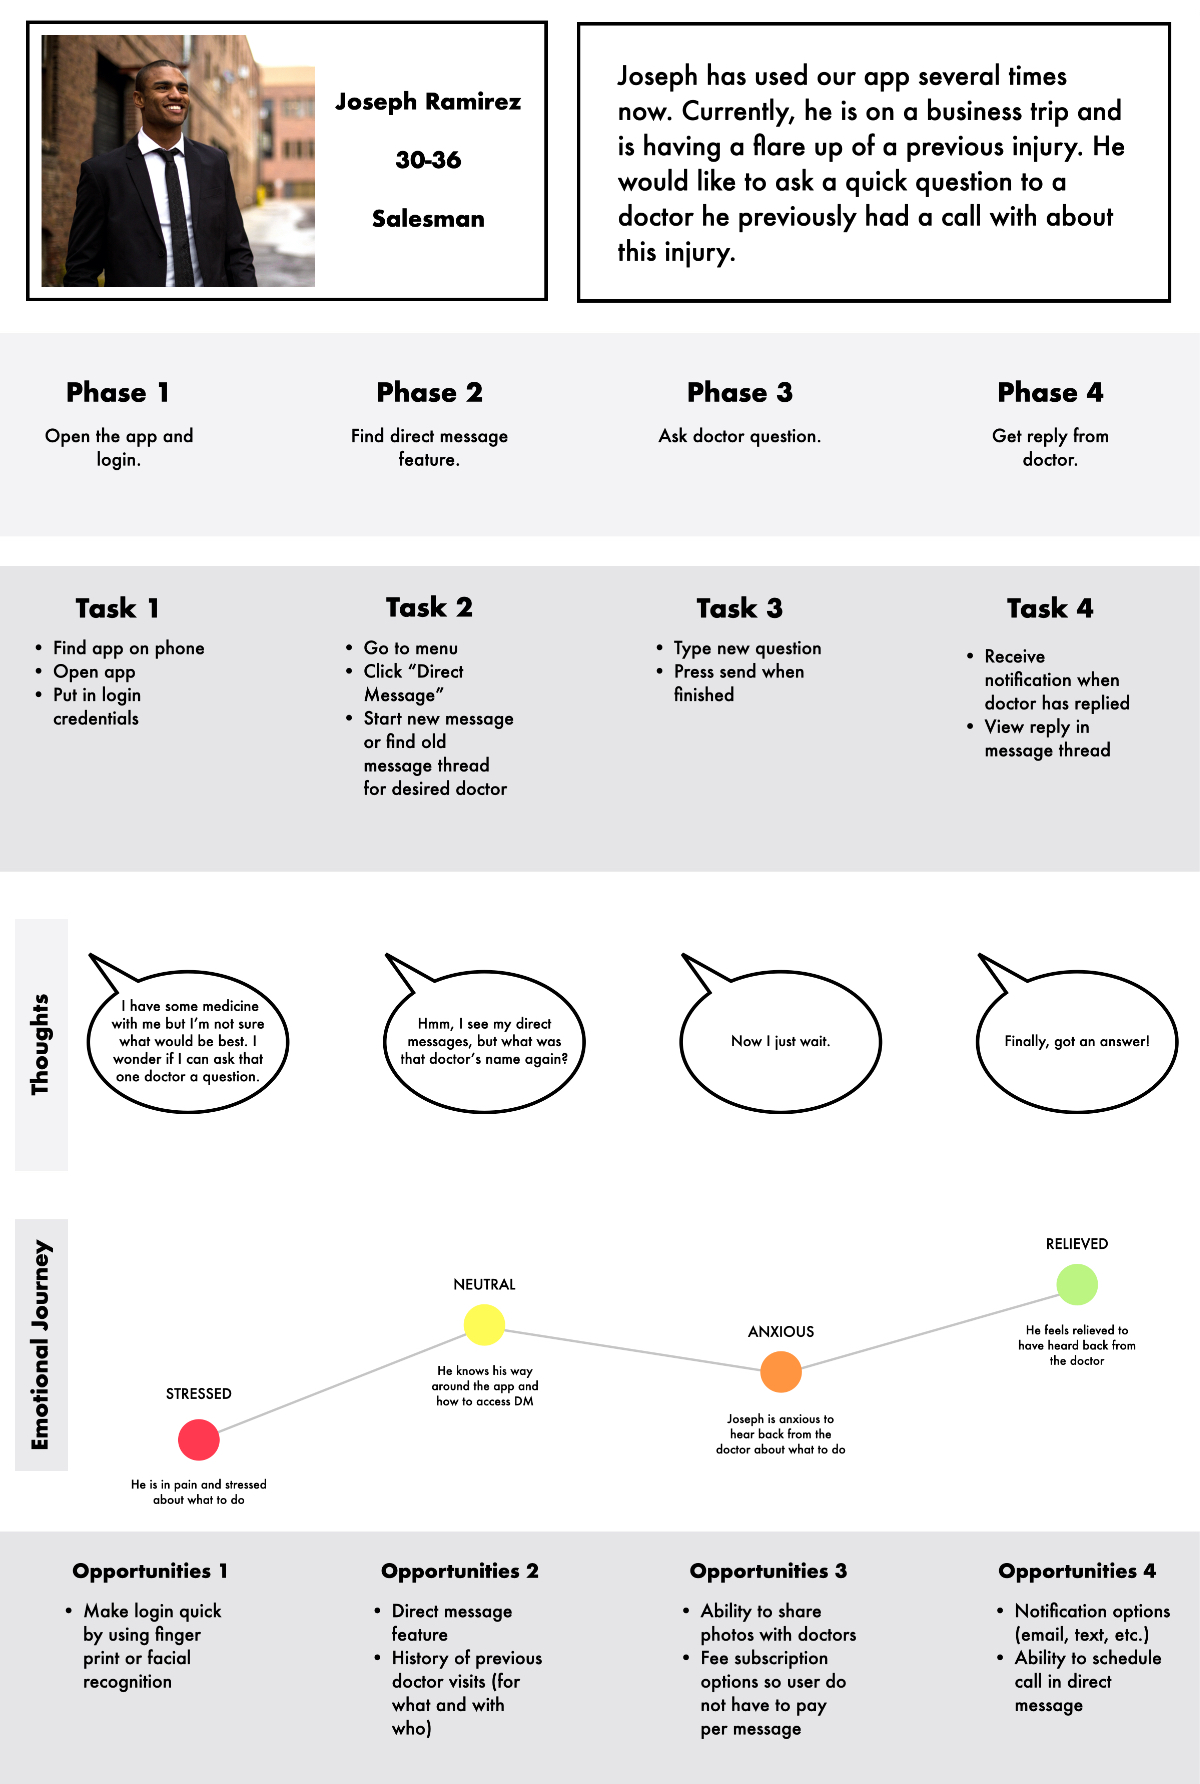 Joseph Ramirez
30-36
Salesman
Joseph has used our app several times
now. Currently, he is on a business trip and
is having a flare up of a previous injury. He
would like to ask a quick question to a
doctor he previously had a call with about
this injury.
Phase 1
Open the app and
login.
Phase 2
Find direct message
feature.
Phase 3
Ask doctor question.
Phase 4
Get reply from
doctor.
Task 1
• Find app on phone
• Open app
• Put in login
credentials
Task 2
• Go to menu
• Click “Direct
Message”
• Start new message
or find old
message thread
for desired doctor
Task 3
• Type new question
• Press send when
finished
Task 4
• Receive
notification when
doctor has replied
• View reply in
message thread
Thoughts
I have some medicine
with me but I’m not sure
what would be best. I
wonder if I can ask that
one doctor a question.
Hmm, I see my direct
messages, but what was
that doctor’s name again?
Now I just wait.
Finally, got an answer!
Emotional Journey
STRESSED
He is in pain and stressed
about what to do
NEUTRAL
He knows his way
around the app and
how to access DM
ANXIOUS
Joseph is anxious to
hear back from the
doctor about what to do
RELIEVED
He feels relieved to
have heard back from
the doctor
Opportunities 1
• Make login quick
by using finger
print or facial
recognition
Opportunities 2
• Direct message
feature
• History of previous
doctor visits (for
what and with
who)
Opportunities 3
• Ability to share
photos with doctors
• Fee subscription
options so user do
not have to pay
per message
Opportunities 4
• Notification options
(email, text, etc.)
• Ability to schedule
call in direct
message